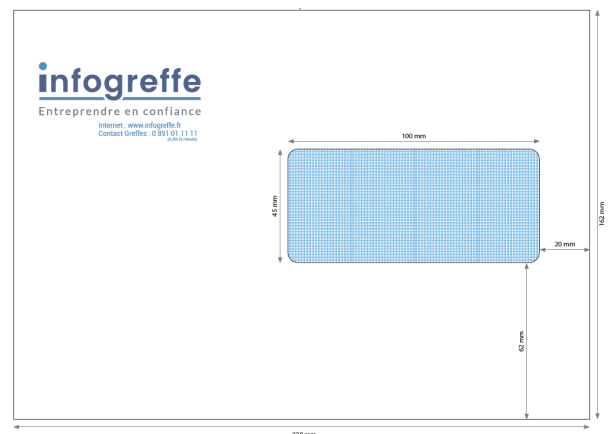 infogreffe
Entreprendre en confiance
Internet : www.infogreffe.fr
Contact Greffes : 0 891 01 11 11
100 mm
45 mm
162 mm
20 mm
62 mm